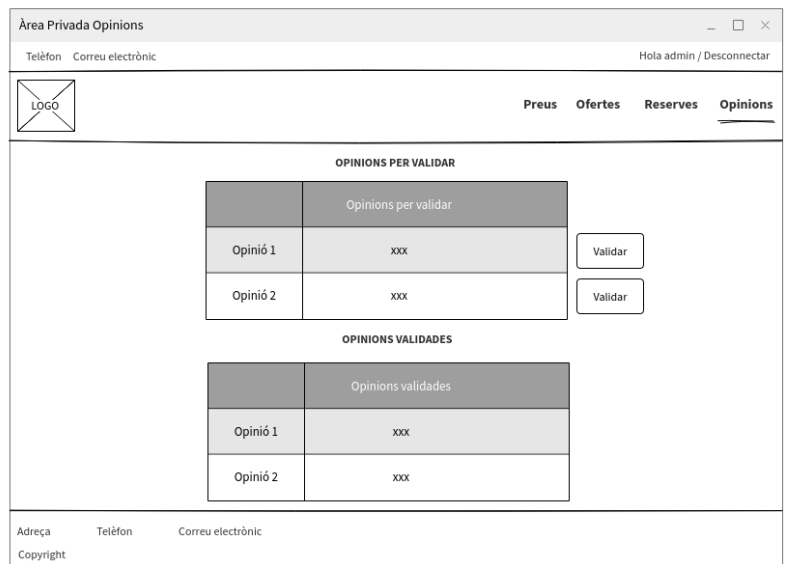 Àrea Privada Opinions
Telèfon Correu electrònic Hola admin / Desconnectar
LOGO
Preus Ofertes Reserves Opinions
OPINIONS PER VALIDAR
Opinions per validar
Opinió 1 xxx Validar
Opinió 2 xxx Validar
OPINIONS VALIDADES
Opinions validades
Opinió 1 xxx
Opinió 2 xxx
Adreça Telèfon Correu electrònic
Copyright